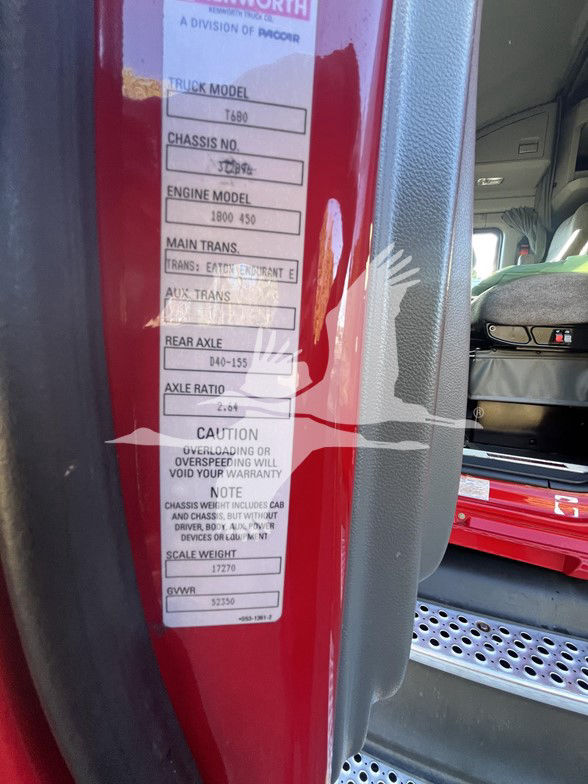 KENWORTH
KENWORTH TRUCK CO.
A DIVISION OF PACCAR
TRUCK MODEL
T680
CHASSIS NO.
ENGINE MODEL
1800 450
MAIN TRANS.
TRANS: EATON ENDURANT E
AUX. TRANS
REAR AXLE
D40-155
AXLE RATIO
2.64
CAUTION
OVERLOADING OR
OVERSPEEDING WILL
VOID YOUR WARRANTY
NOTE
CHASSIS WEIGHT INCLUDES CAB
AND CHASSIS, BUT WITHOUT
DRIVER, BODY, AUX. POWER
DEVICES OR EQUIPMENT
SCALE WEIGHT
17270
GVWR
52350
®